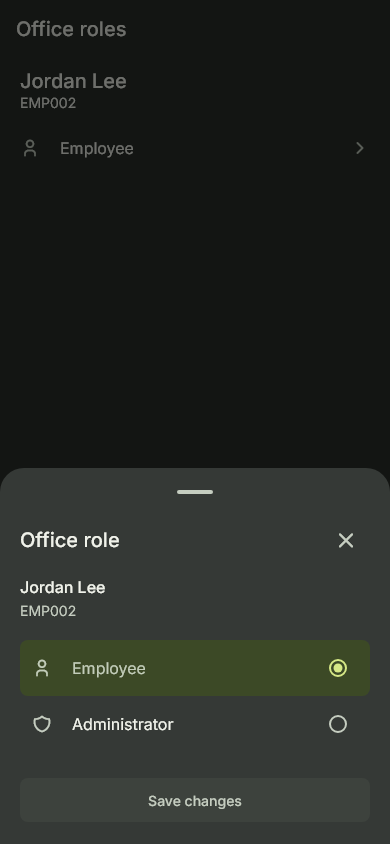 Office roles
Jordan Lee
EMP002
Employee
Office role
Jordan Lee
EMP002
Employee
Administrator
Save changes